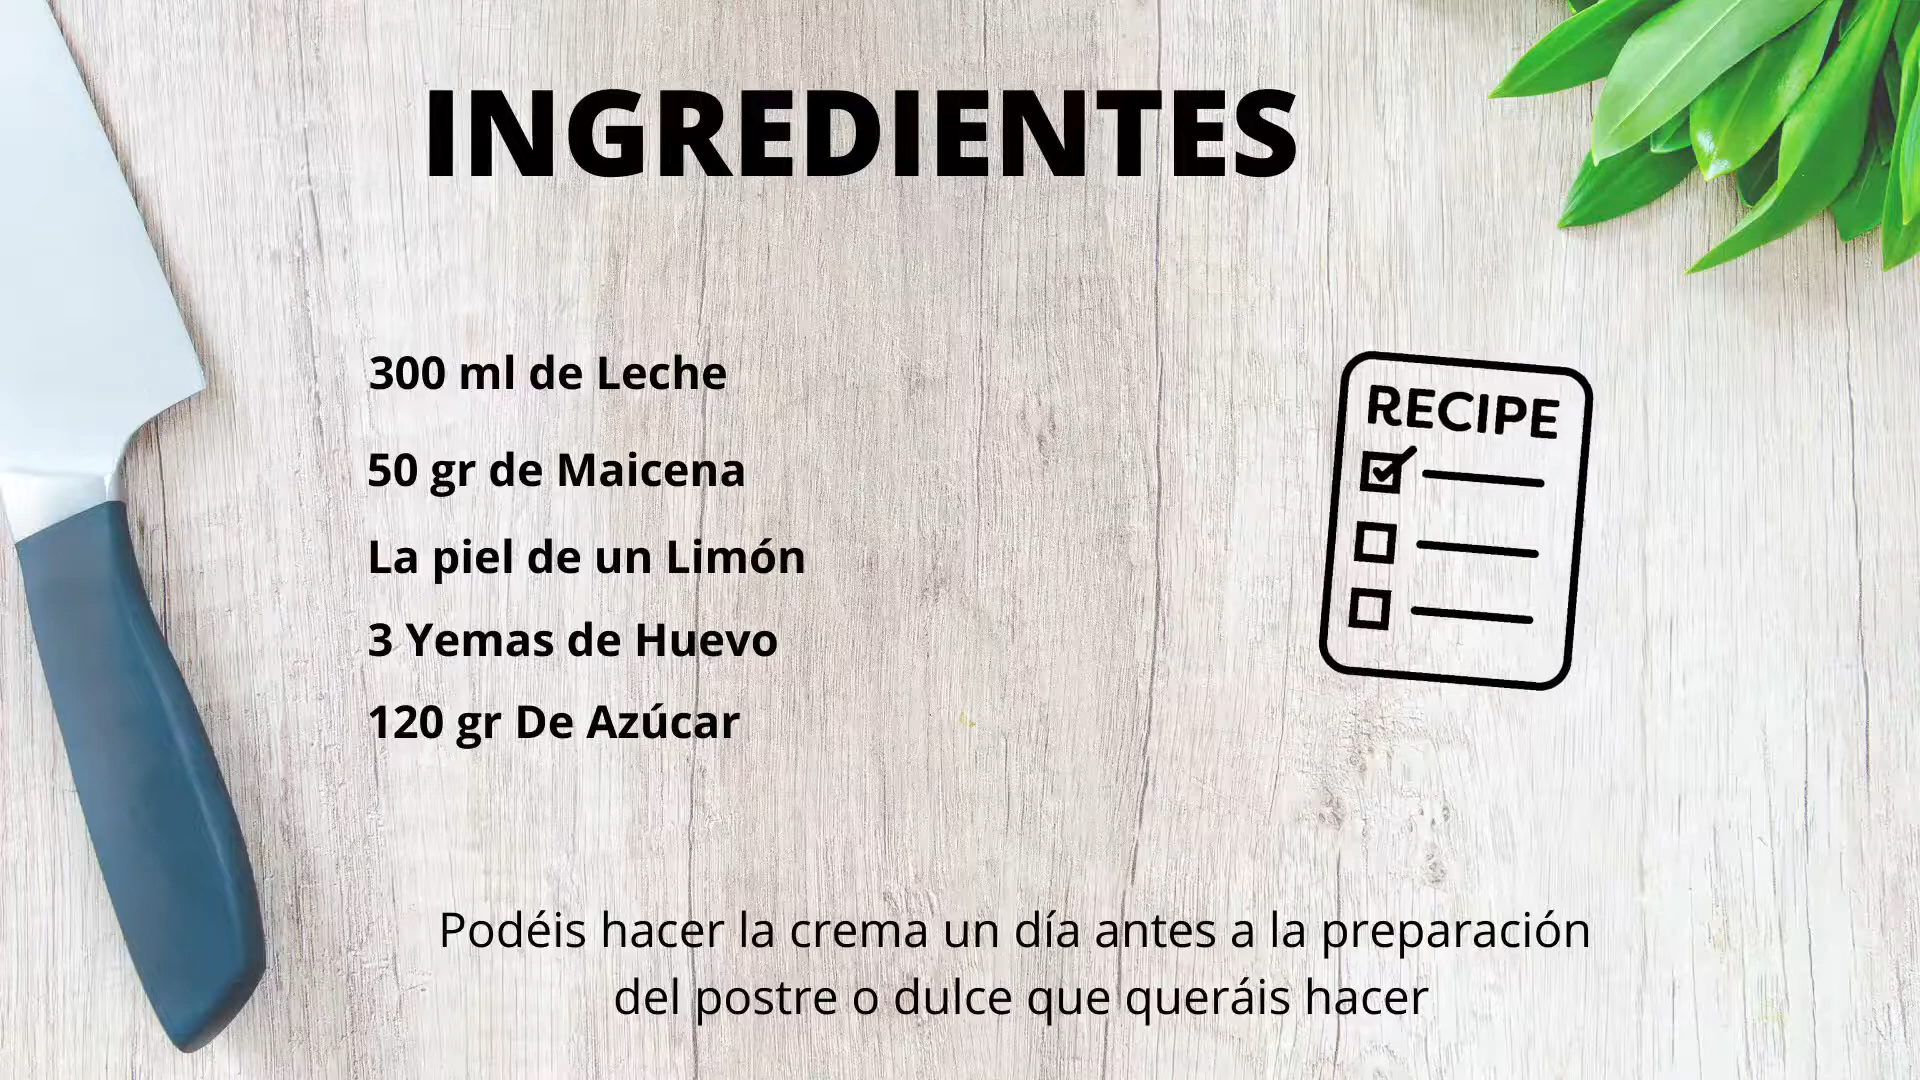 INGREDIENTES
300 ml de Leche
50 gr de Maicena
La piel de un Limón
3 Yemas de Huevo
120 gr De Azúcar
RECIPE
Podéis hacer la crema un día antes a la preparación
del postre o dulce que queráis hacer